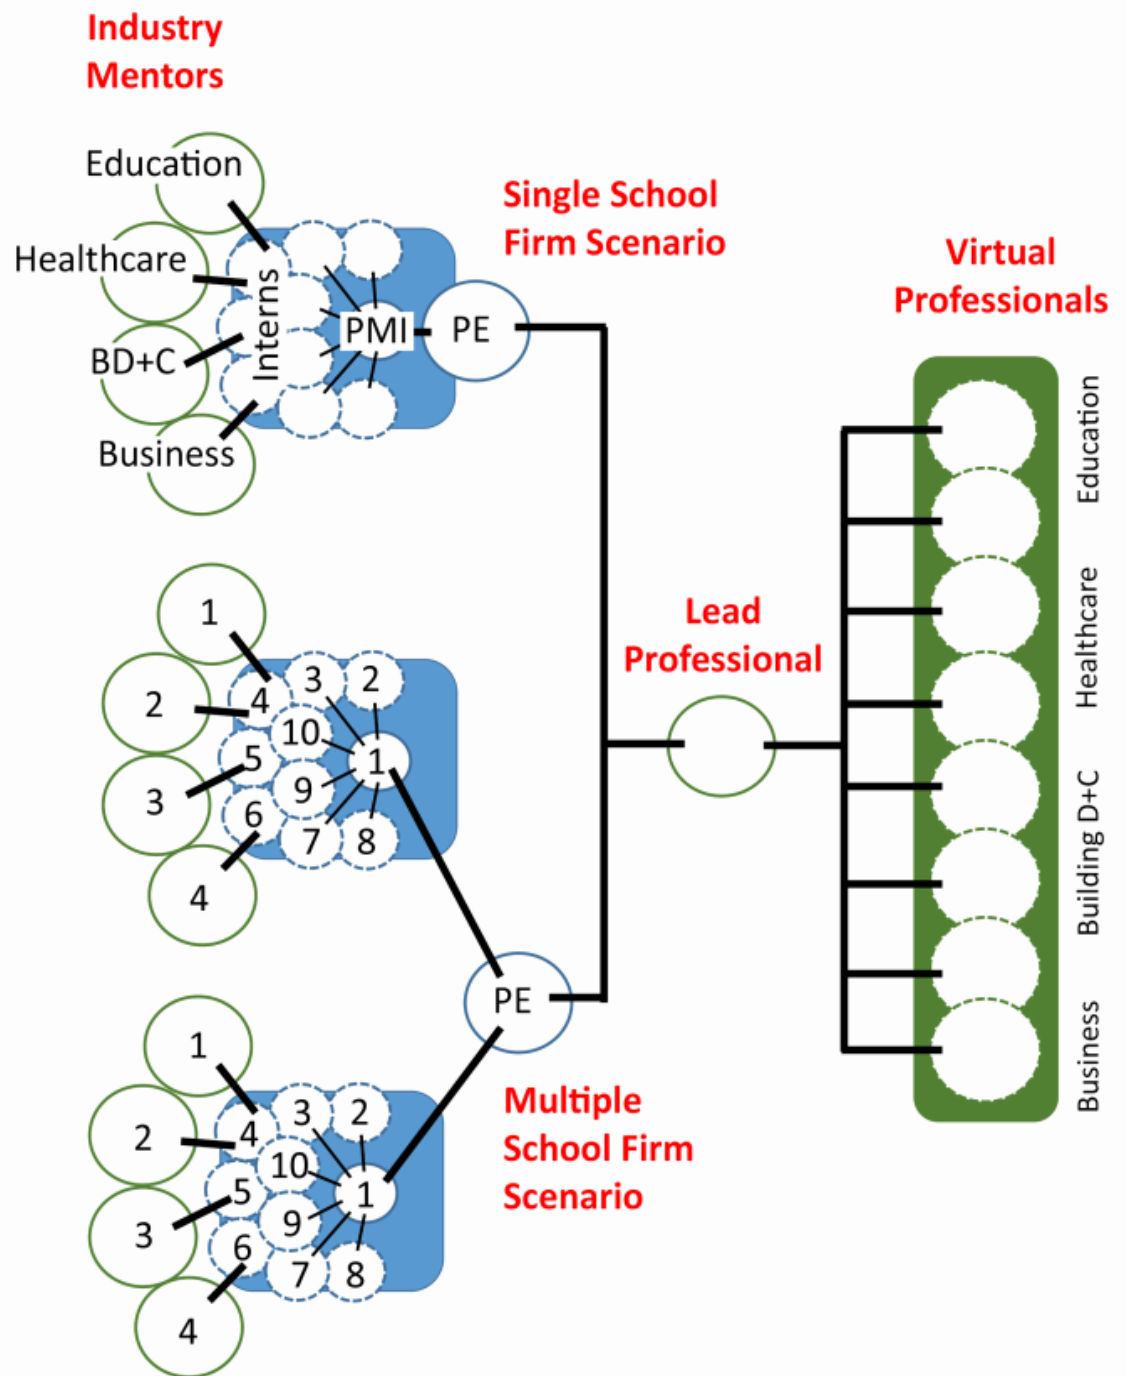 Industry
Mentors
Education
Healthcare
BD+C
Business
Interns
PMI
PE
Single School
Firm Scenario
1
2
3
4
4
3
2
10
5
1
9
6
7
8
PE
1
2
3
4
4
3
2
10
5
1
9
6
7
8
Multiple
School Firm
Scenario
Lead
Professional
Virtual
Professionals
Education
Healthcare
Building D+C
Business